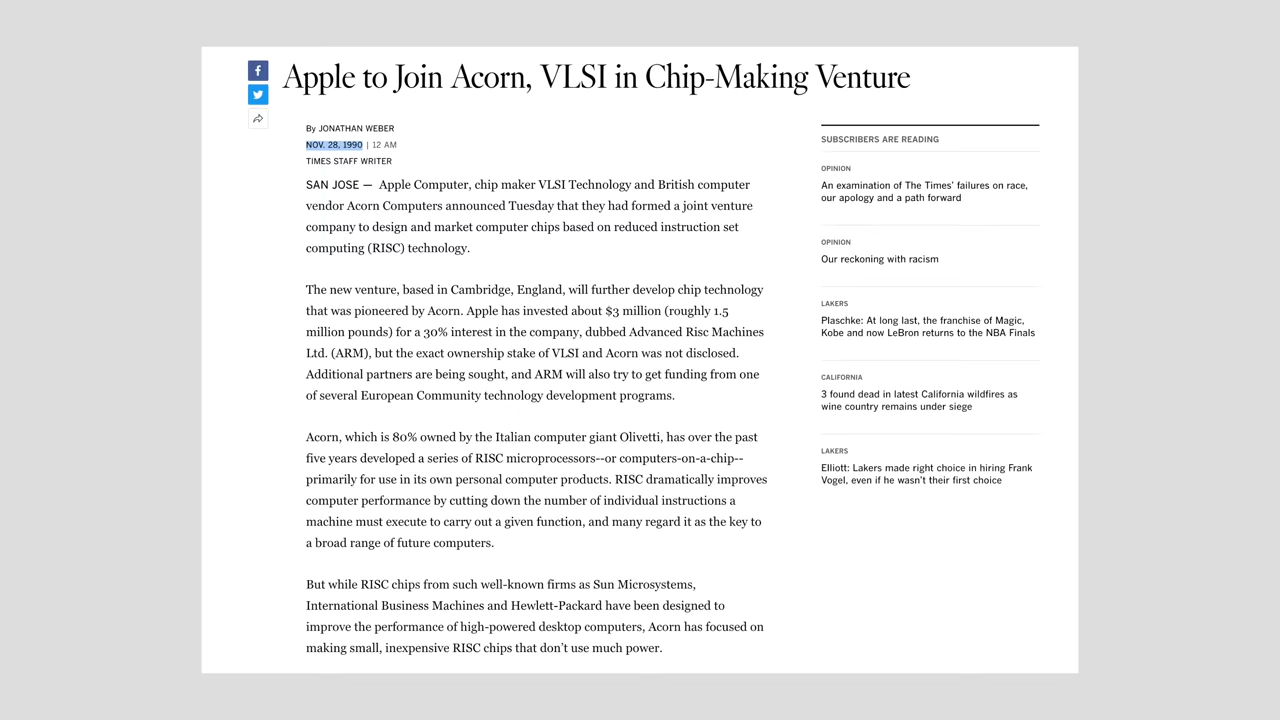 Apple to Join Acorn, VLSI in Chip-Making Venture
By JONATHAN WEBER
NOV. 28, 1990 | 12 AM
TIMES STAFF WRITER
SAN JOSE — Apple Computer, chip maker VLSI Technology and British computer
vendor Acorn Computers announced Tuesday that they had formed a joint venture
company to design and market computer chips based on reduced instruction set
computing (RISC) technology.
The new venture, based in Cambridge, England, will further develop chip technology
that was pioneered by Acorn. Apple has invested about $3 million (roughly 1.5
million pounds) for a 30% interest in the company, dubbed Advanced Risc Machines
Ltd. (ARM), but the exact ownership stake of VLSI and Acorn was not disclosed.
Additional partners are being sought, and ARM will also try to get funding from one
of several European Community technology development programs.
Acorn, which is 80% owned by the Italian computer giant Olivetti, has over the past
five years developed a series of RISC microprocessors--or computers-on-a-chip--
primarily for use in its own personal computer products. RISC dramatically improves
computer performance by cutting down the number of individual instructions a
machine must execute to carry out a given function, and many regard it as the key to
a broad range of future computers.
But while RISC chips from such well-known firms as Sun Microsystems,
International Business Machines and Hewlett-Packard have been designed to
improve the performance of high-powered desktop computers, Acorn has focused on
making small, inexpensive RISC chips that don't use much power.
SUBSCRIBERS ARE READING
OPINION
An examination of The Times' failures on race,
our apology and a path forward
OPINION
Our reckoning with racism
LAKERS
Plaschke: At long last, the franchise of Magic,
Kobe and now LeBron returns to the NBA Finals
CALIFORNIA
3 found dead in latest California wildfires as
wine country remains under siege
LAKERS
Elliott: Lakers made right choice in hiring Frank
Vogel, even if he wasn't their first choice